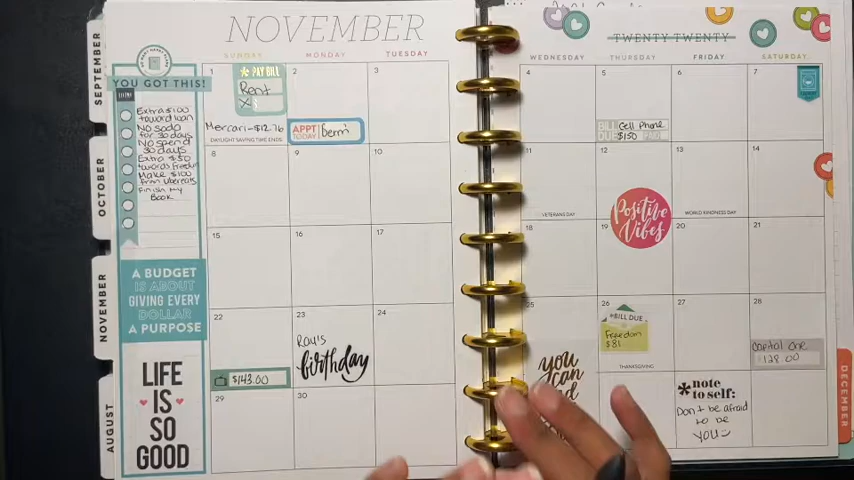 NOVEMBER
TWENTY TWENTY
SEPTEMBER
OCTOBER
NOVEMBER
AUGUST
DECEMBER
SUNDAY
MONDAY
TUESDAY
WEDNESDAY
THURSDAY
FRIDAY
SATURDAY
YOU GOT THIS!
Extra $100
toward loan
No soda
for 30 days
No spend
30 days
Extra $50
towards freedom
Make $100
from Ubereats
Finish my
Book
A BUDGET
IS ABOUT
GIVING EVERY
DOLLAR
A PURPOSE
LIFE
IS
SO
GOOD
1
PAY BILL
Rent
Mercari-$12.76
DAYLIGHT SAVING TIME ENDS
2
APPT
TODAY
3
4
5
BILL
DUE
Cell Phone
$150
PAID
6
7
8
9
10
11
VETERANS DAY
12
Positive
Vibes
13
WORLD KINDNESS DAY
14
15
16
17
18
19
20
21
22
$143.00
23
Ray's
birthday
24
25
you
can
26
BILL DUE
Freedom
$81
THANKSGIVING
27
28
Capital One
128.00
29
30
*note
to self:
Don't be afraid
to be
YOU